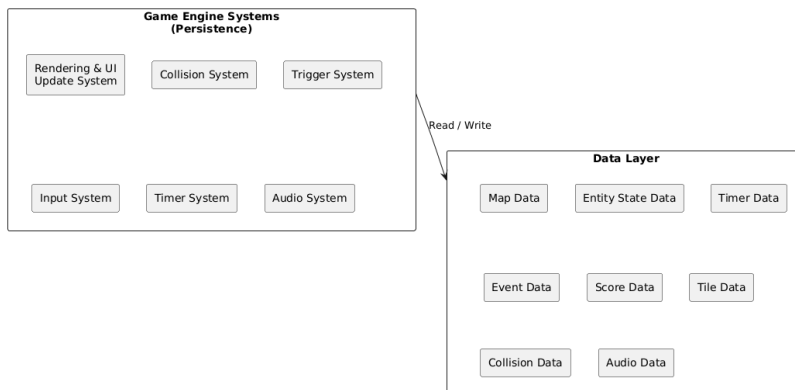 Game Engine Systems
(Persistence)
Rendering & UI
Update System
Collision System
Trigger System
Input System
Timer System
Audio System
Read / Write
Data Layer
Map Data
Entity State Data
Timer Data
Event Data
Score Data
Tile Data
Collision Data
Audio Data